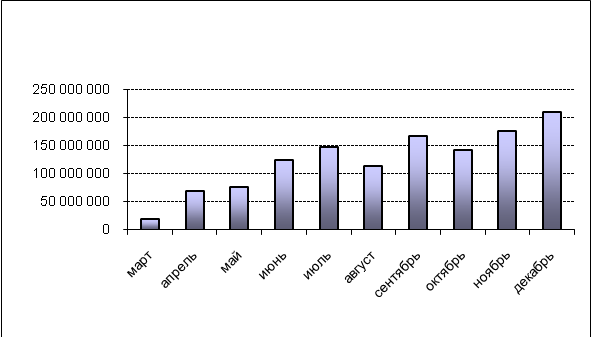 250 000 000
200 000 000
150 000 000
100 000 000
50 000 000
0
март
апрель
май
июнь
июль
август
сентябрь
октябрь
ноябрь
декабрь